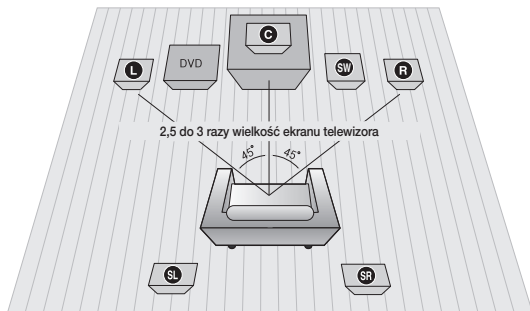 C
L
DVD
SW
R
2,5 do 3 razy wielkość ekranu telewizora
45°
45°
SL
SR